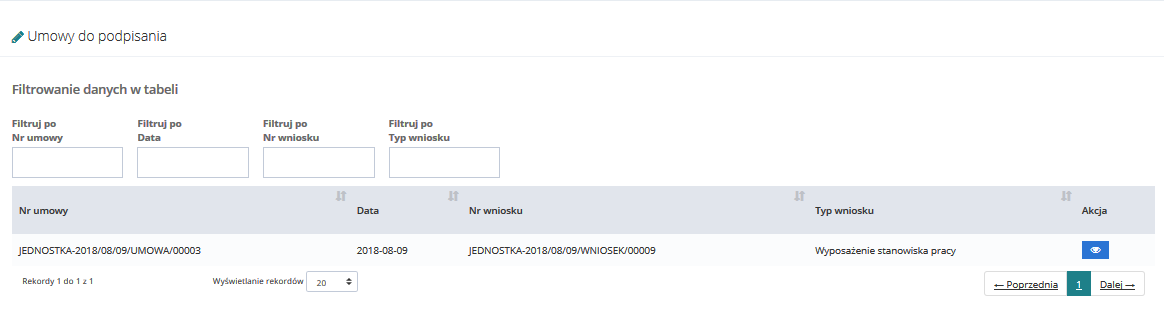 Umowy do podpisania
Filtrowanie danych w tabeli
Filtruj po Filtruj po Filtruj po Filtruj po
Nr umowy Data Nr wniosku Typ wniosku
Nr umowy Data Nr wniosku Typ wniosku Akcja
JEDNOSTKA-2018/08/09/UMOWA/00003 2018-08-09 JEDNOSTKA-2018/08/09/WNIOSEK/00009 Wyposażenie stanowiska pracy
Rekordy 1 do 1 z 1 Wyświetlanie rekordów 20 ← Poprzednia 1 Dalej →